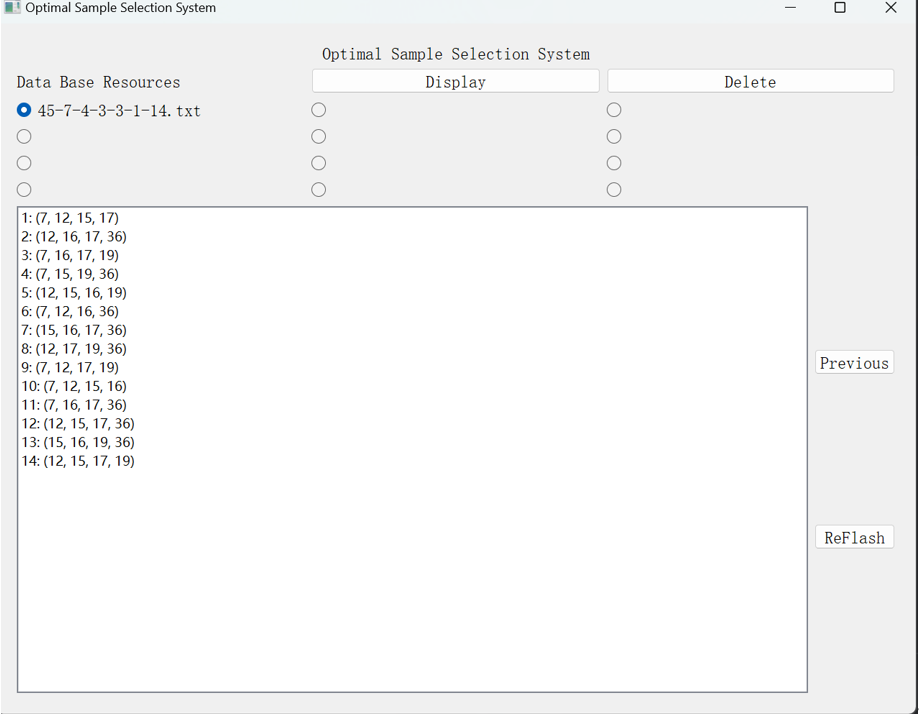 Optimal Sample Selection System
Optimal Sample Selection System
Data Base Resources Display Delete
45-7-4-3-3-1-14.txt
1: (7, 12, 15, 17)
2: (12, 16, 17, 36)
3: (7, 16, 17, 19)
4: (7, 15, 19, 36)
5: (12, 15, 16, 19)
6: (7, 12, 16, 36)
7: (15, 16, 17, 36)
8: (12, 17, 19, 36)
9: (7, 12, 17, 19)
10: (7, 12, 15, 16)
11: (7, 16, 17, 36)
12: (12, 15, 17, 36)
13: (15, 16, 19, 36)
14: (12, 15, 17, 19)
Previous
ReFlash